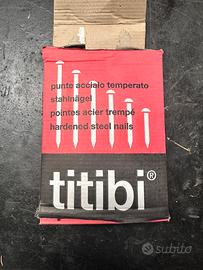 punte acciaio temperato
stahlnägel
pointes acier trempé
hardened steel nails
titibi®
subito